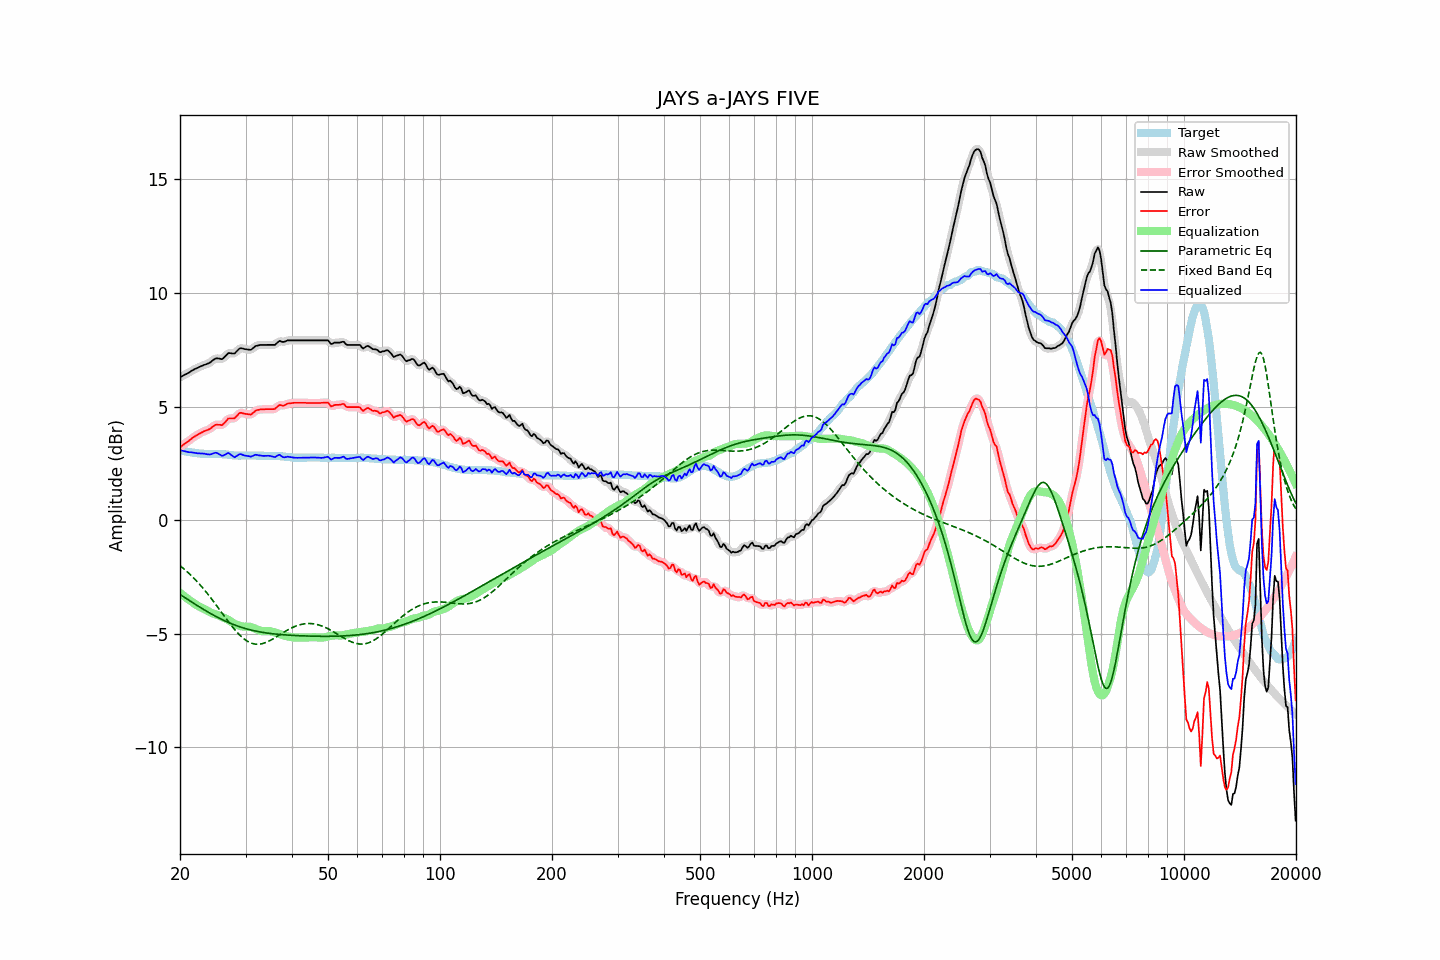 JAYS a-JAYS FIVE
Amplitude (dBr)
15
10
5
0
−5
−10
Target
Raw Smoothed
Error Smoothed
Raw
Error
Equalization
Parametric Eq
Fixed Band Eq
Equalized
20 50 100 200 500 1000 2000 5000 10000 20000
Frequency (Hz)